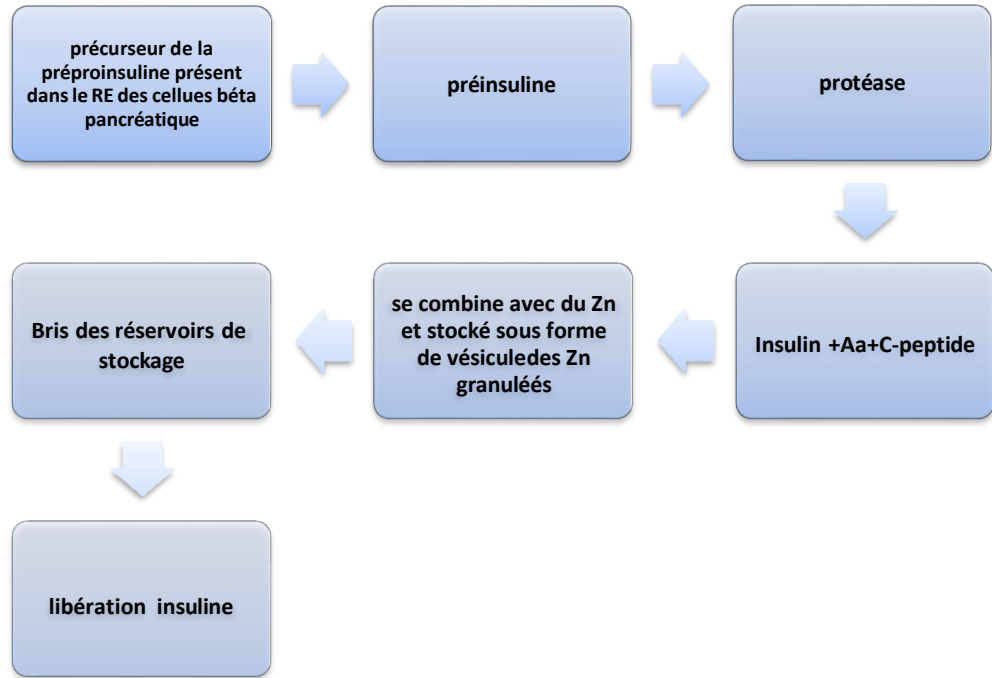 précurseur de la
préproinsuline présent
dans le RE des cellues béta
pancréatique
préinsuline
protéase
Insulin +Aa+C-peptide
se combine avec du Zn
et stocké sous forme
de vésiculedes Zn
granuléés
Bris des réservoirs de
stockage
libération insuline